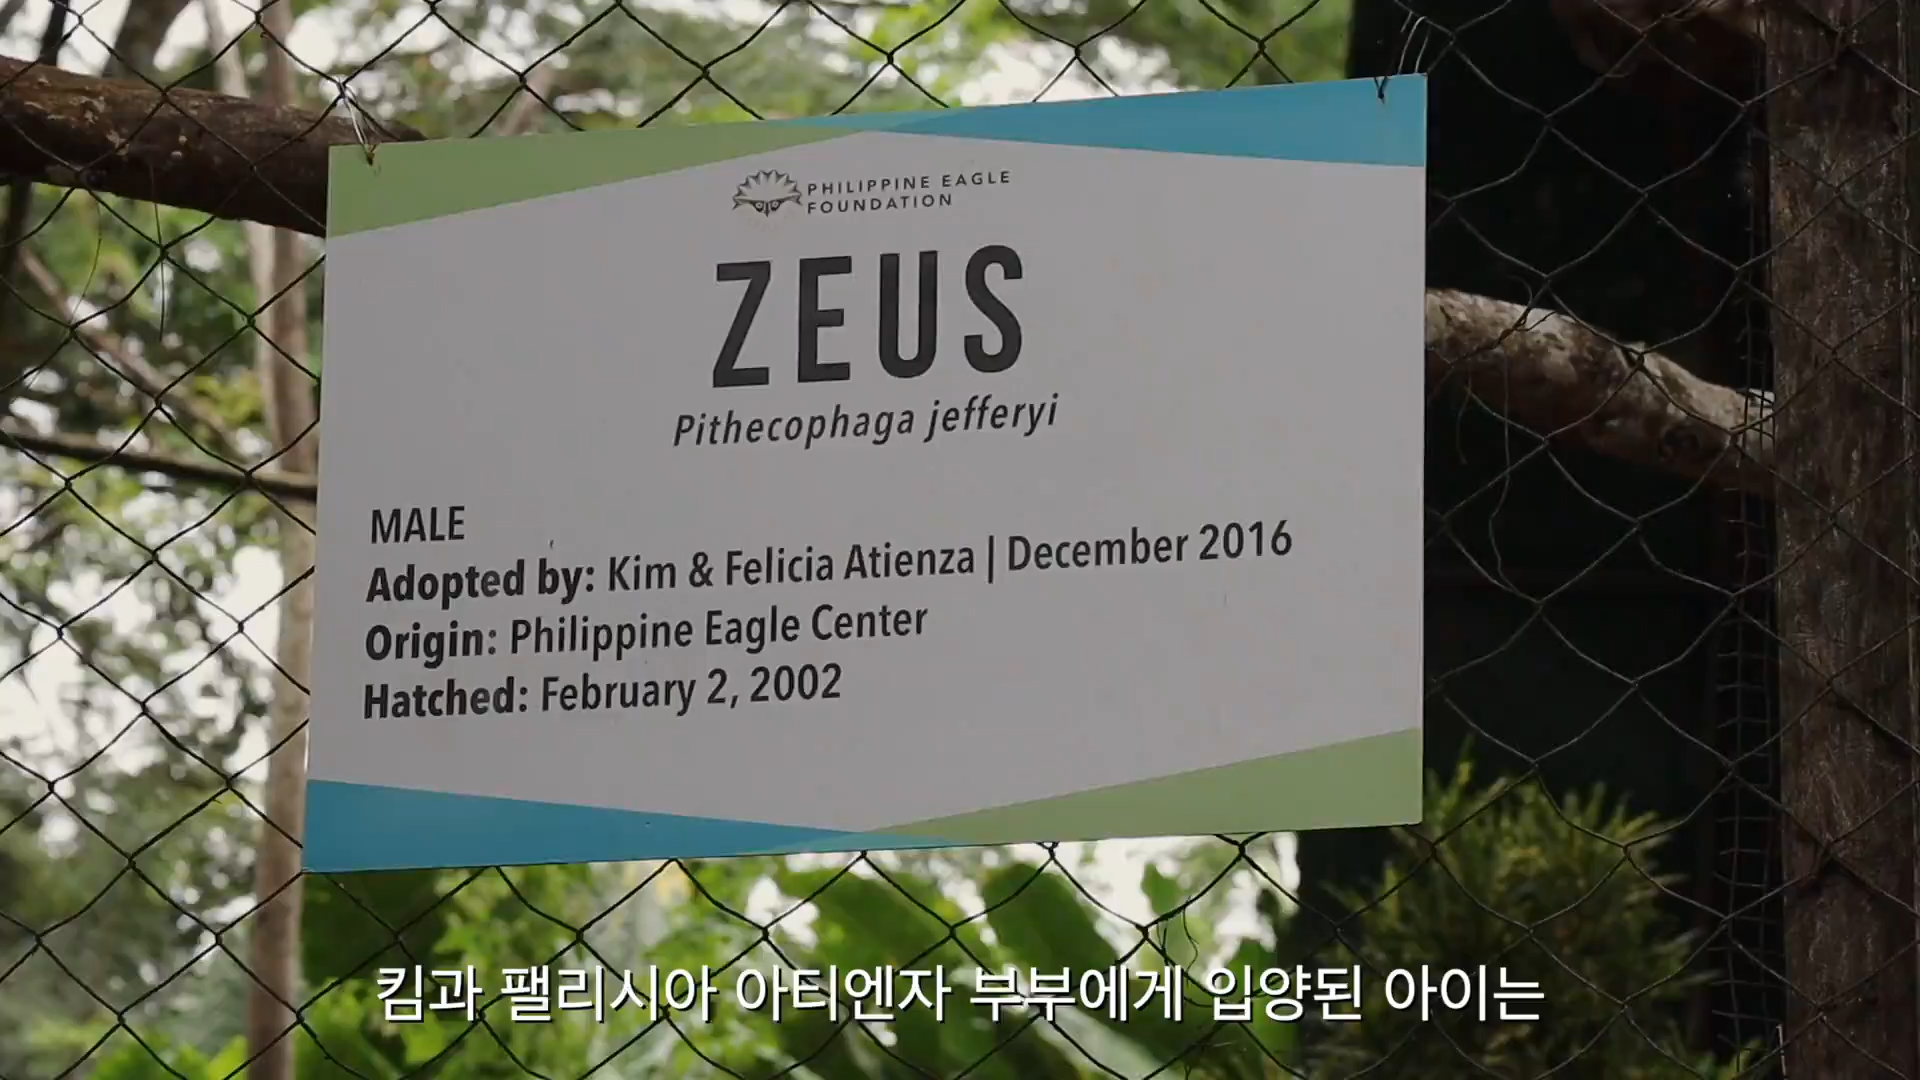 PHILIPPINE EAGLE
FOUNDATION
ZEUS
Pithecophaga jefferyi
MALE
Adopted by: Kim & Felicia Atienza | December 2016
Origin: Philippine Eagle Center
Hatched: February 2, 2002
킴과 팰리시아 아티엔자 부부에게 입양된 아이는